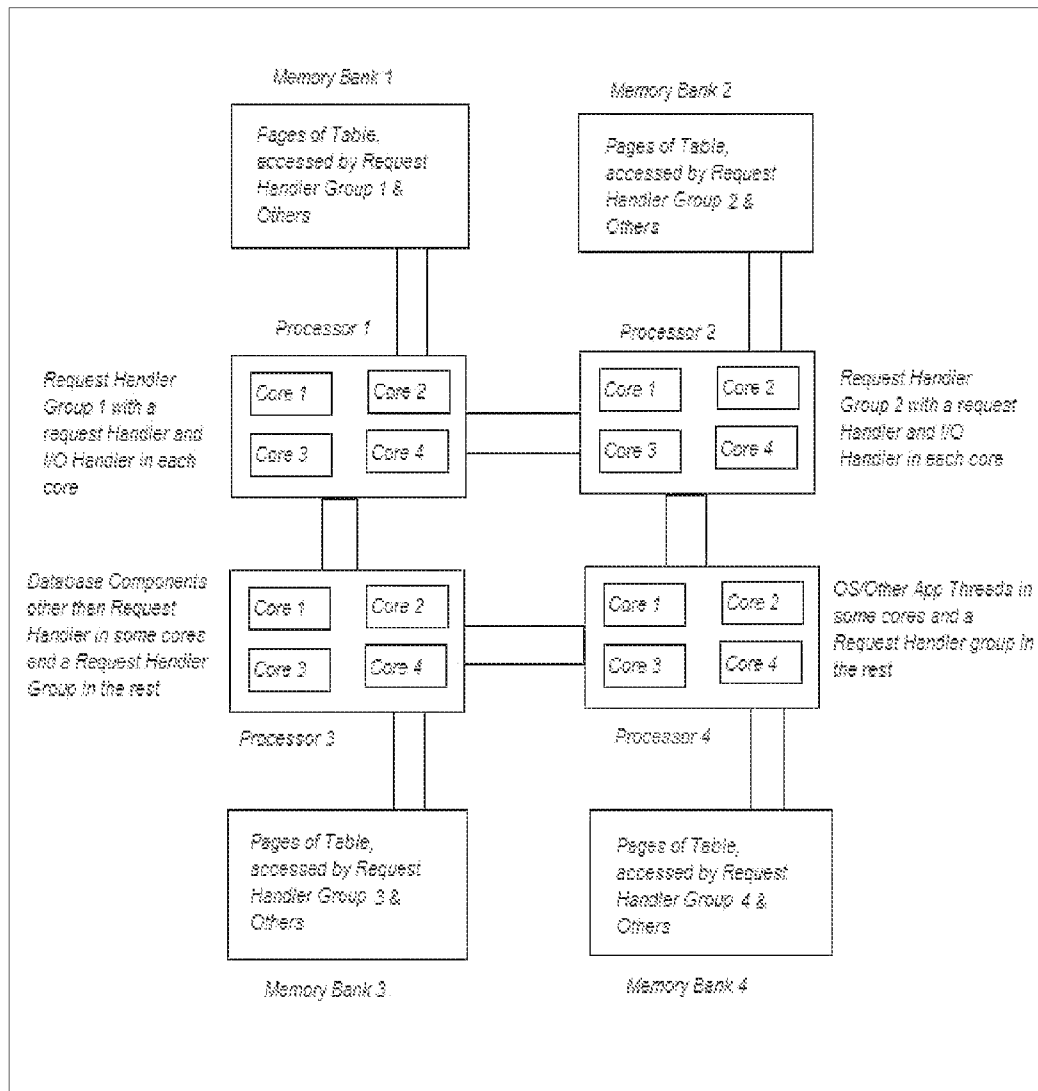 Memory Bank 1
Memory Bank 2
Pages of Table,
accessed by Request
Handler Group 1 &
Others
Pages of Table,
accessed by Request
Handler Group 2 &
Others
Processor 1
Processor 2
Request Handler
Group 1 with a
request Handler and
I/O Handler in each
core
Core 1
Core 2
Core 3
Core 4
Core 1
Core 2
Core 3
Core 4
Request Handler
Group 2 with a request
Handler and I/O
Handler in each core
Database Components
other then Request
Handler in some cores
and a Request Handler
Group in the rest
Core 1
Core 2
Core 3
Core 4
Core 1
Core 2
Core 3
Core 4
OS/Other App Threads in
some cores and a
Request Handler group in
the rest
Processor 3
Processor 4
Pages of Table,
accessed by Request
Handler Group 3 &
Others
Pages of Table,
accessed by Request
Handler Group 4 &
Others
Memory Bank 3
Memory Bank 4